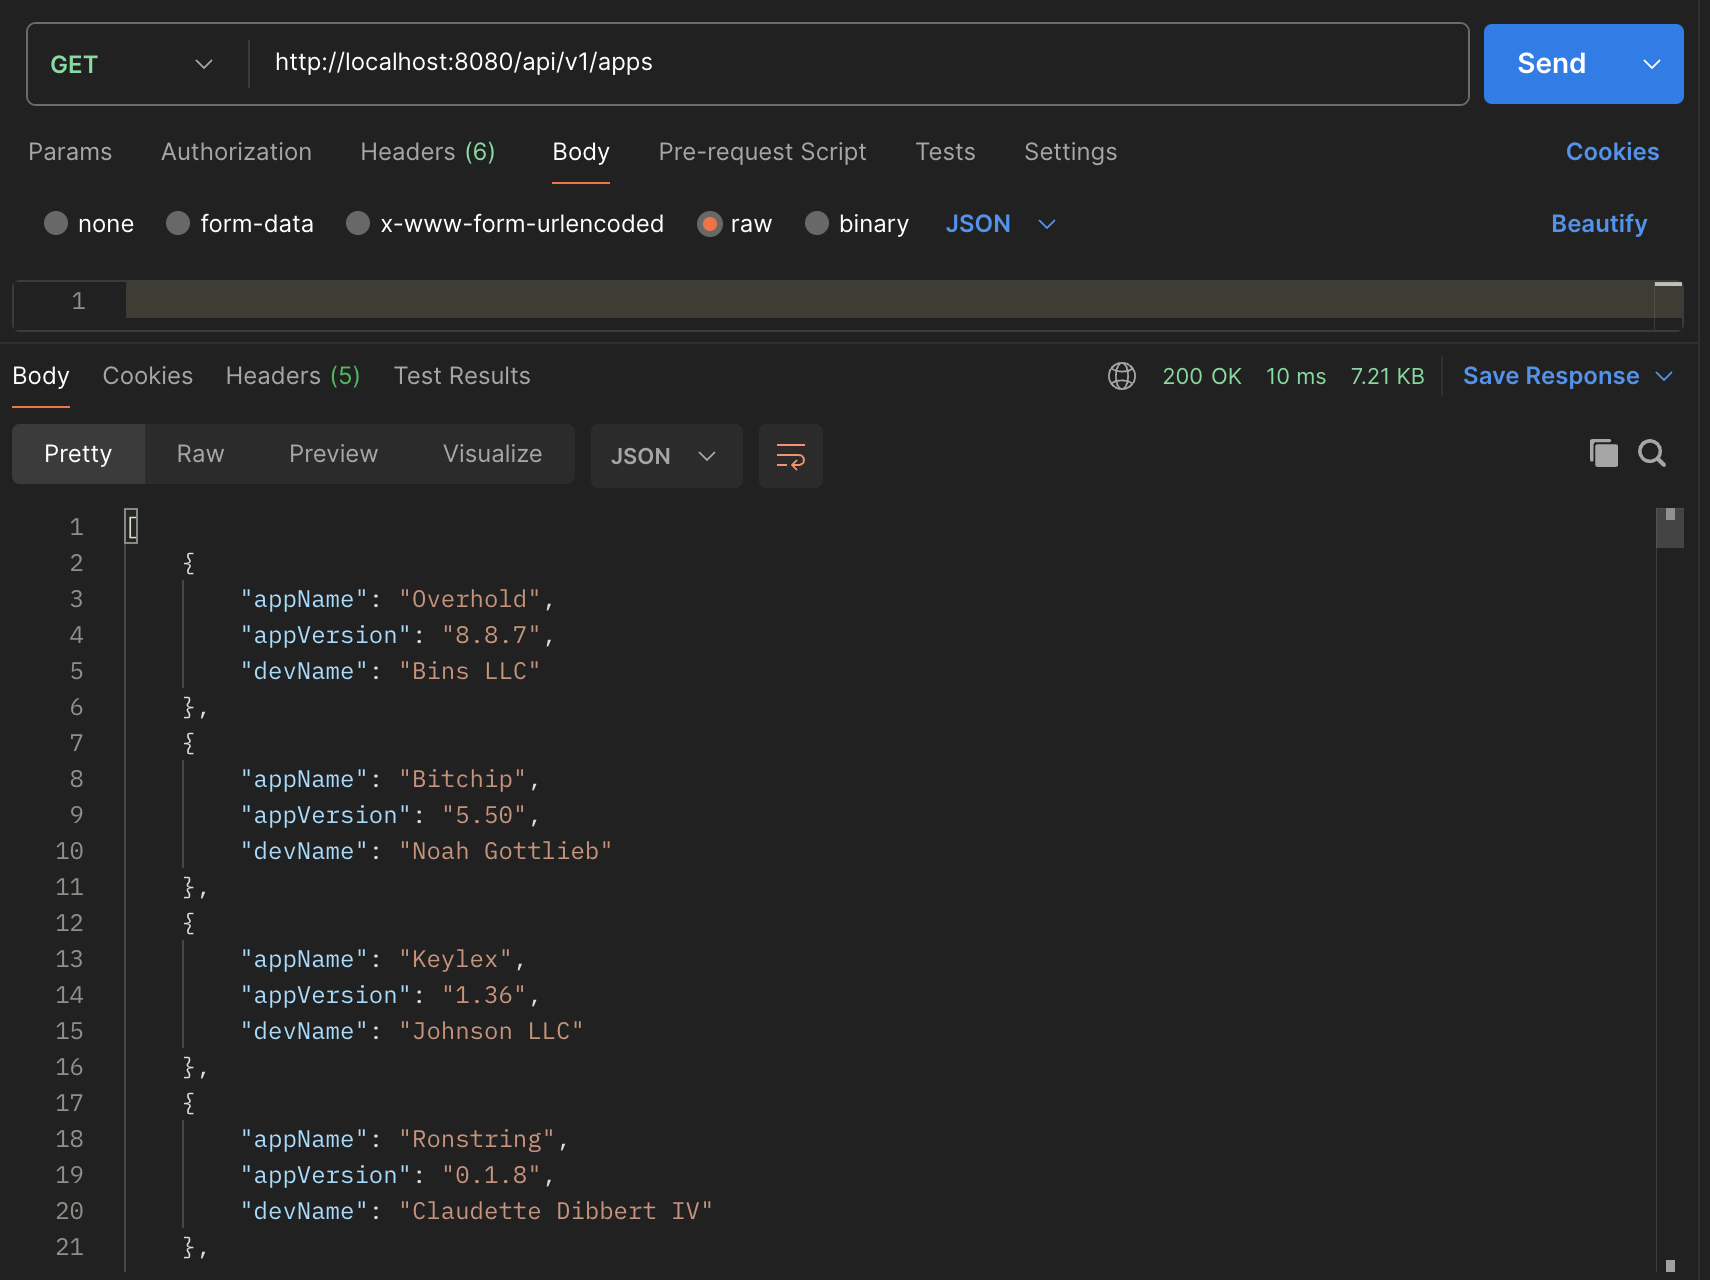 GET http://localhost:8080/api/v1/apps Send
Params Authorization Headers (6) Body Pre-request Script Tests Settings Cookies
none form-data x-www-form-urlencoded raw binary JSON Beautify
1
Body Cookies Headers (5) Test Results 200 OK 10 ms 7.21 KB Save Response
Pretty Raw Preview Visualize JSON
1 [
2 {
3 "appName": "Overhold",
4 "appVersion": "8.8.7",
5 "devName": "Bins LLC"
6 },
7 {
8 "appName": "Bitchip",
9 "appVersion": "5.50",
10 "devName": "Noah Gottlieb"
11 },
12 {
13 "appName": "Keylex",
14 "appVersion": "1.36",
15 "devName": "Johnson LLC"
16 },
17 {
18 "appName": "Ronstring",
19 "appVersion": "0.1.8",
20 "devName": "Claudette Dibbert IV"
21 },